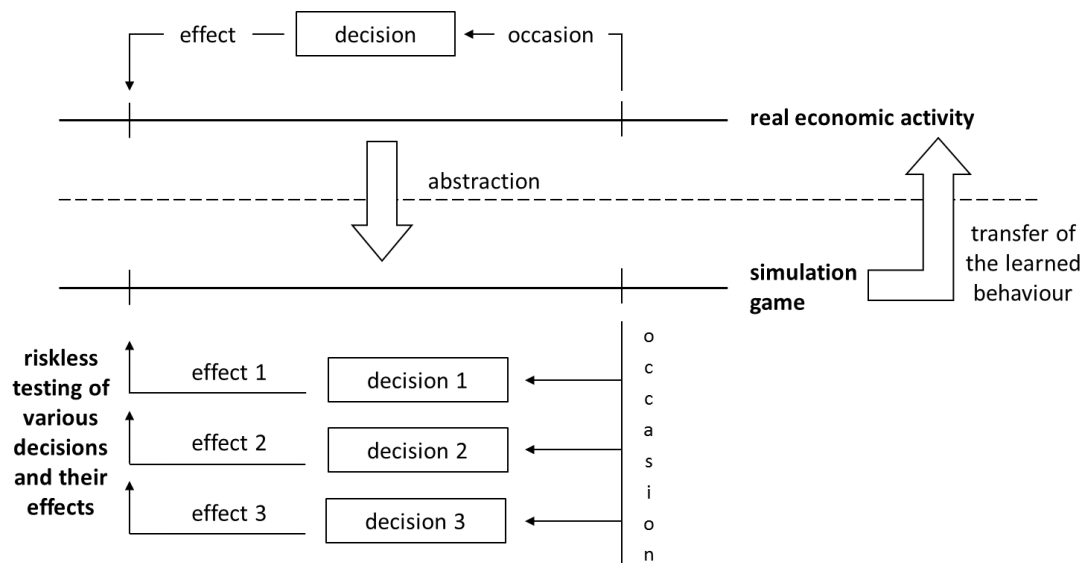 effect
decision
occasion
real economic activity
abstraction
transfer of
the learned
behaviour
simulation
game
occasion
riskless
testing of
various
decisions
and their
effects
effect 1
decision 1
effect 2
decision 2
effect 3
decision 3